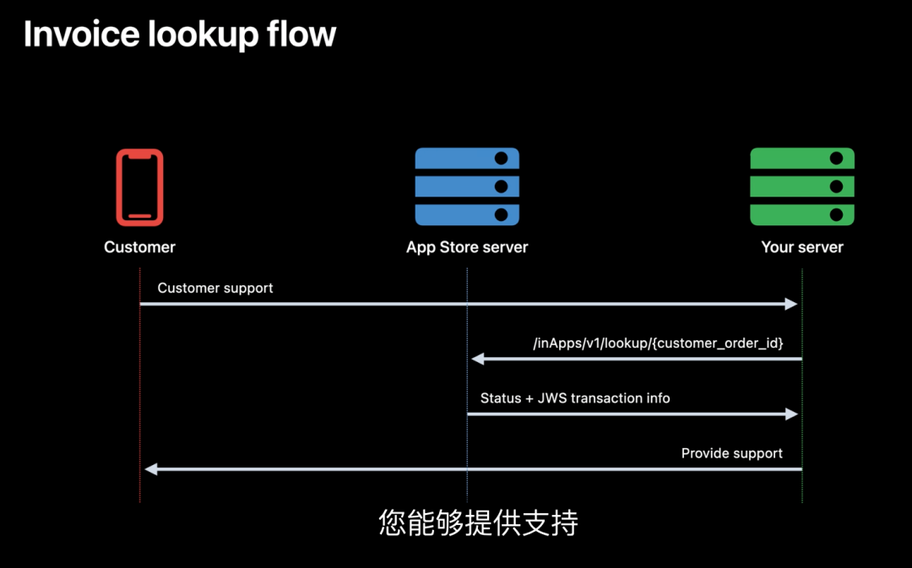 Invoice lookup flow
Customer
App Store server
Your server
Customer support
/inApps/v1/lookup/{customer_order_id}
Status + JWS transaction info
Provide support
您能够提供支持